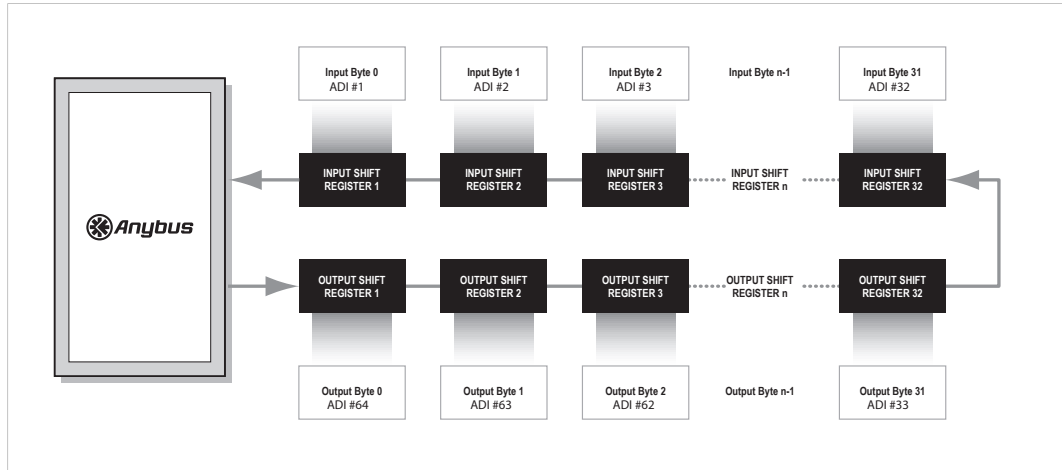 Input Byte 0
ADI #1
Input Byte 1
ADI #2
Input Byte 2
ADI #3
Input Byte n-1
Input Byte 31
ADI #32
INPUT SHIFT
REGISTER 1
INPUT SHIFT
REGISTER 2
INPUT SHIFT
REGISTER 3
INPUT SHIFT
REGISTER n
INPUT SHIFT
REGISTER 32
Anybus
OUTPUT SHIFT
REGISTER 1
OUTPUT SHIFT
REGISTER 2
OUTPUT SHIFT
REGISTER 3
OUTPUT SHIFT
REGISTER n
OUTPUT SHIFT
REGISTER 32
Output Byte 0
ADI #64
Output Byte 1
ADI #63
Output Byte 2
ADI #62
Output Byte n-1
Output Byte 31
ADI #33